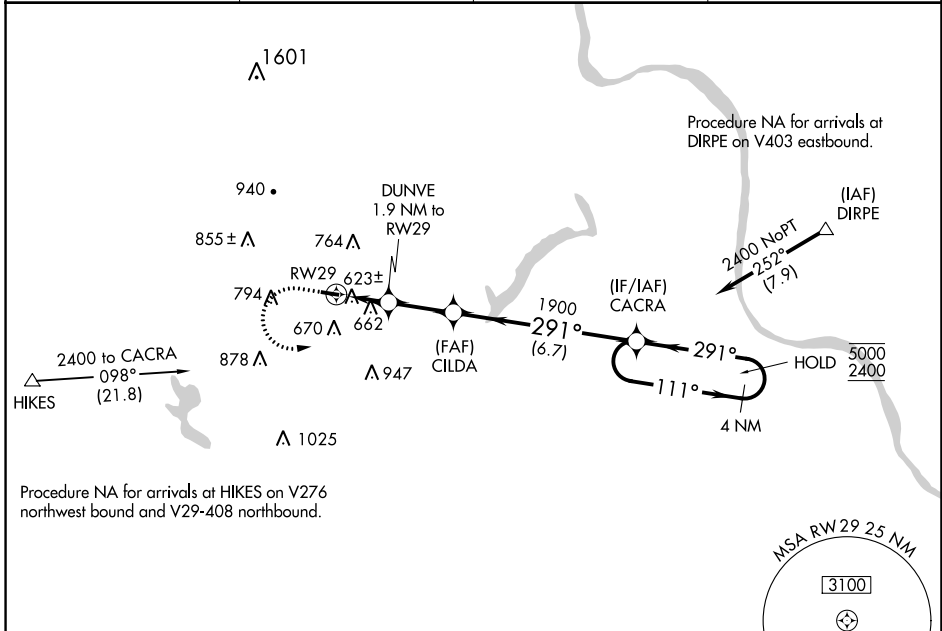 1601
Procedure NA for arrivals at
DIRPE on V403 eastbound.
940
DUNVE
1.9 NM to
RW29
(IAF)
DIRPE
855±
764
2400 NoPT
252°
(7.9)
RW29
623±
794
(IF/IAF)
CACRA
1900
291°
(6.7)
670
662
2400 to CACRA
098°
(21.8)
HIKES
878
(FAF)
CILDA
947
291°
HOLD
5000
2400
111°
4 NM
1025
Procedure NA for arrivals at HIKES on V276
northwest bound and V29-408 northbound.
MSA RW29 25 NM
3100